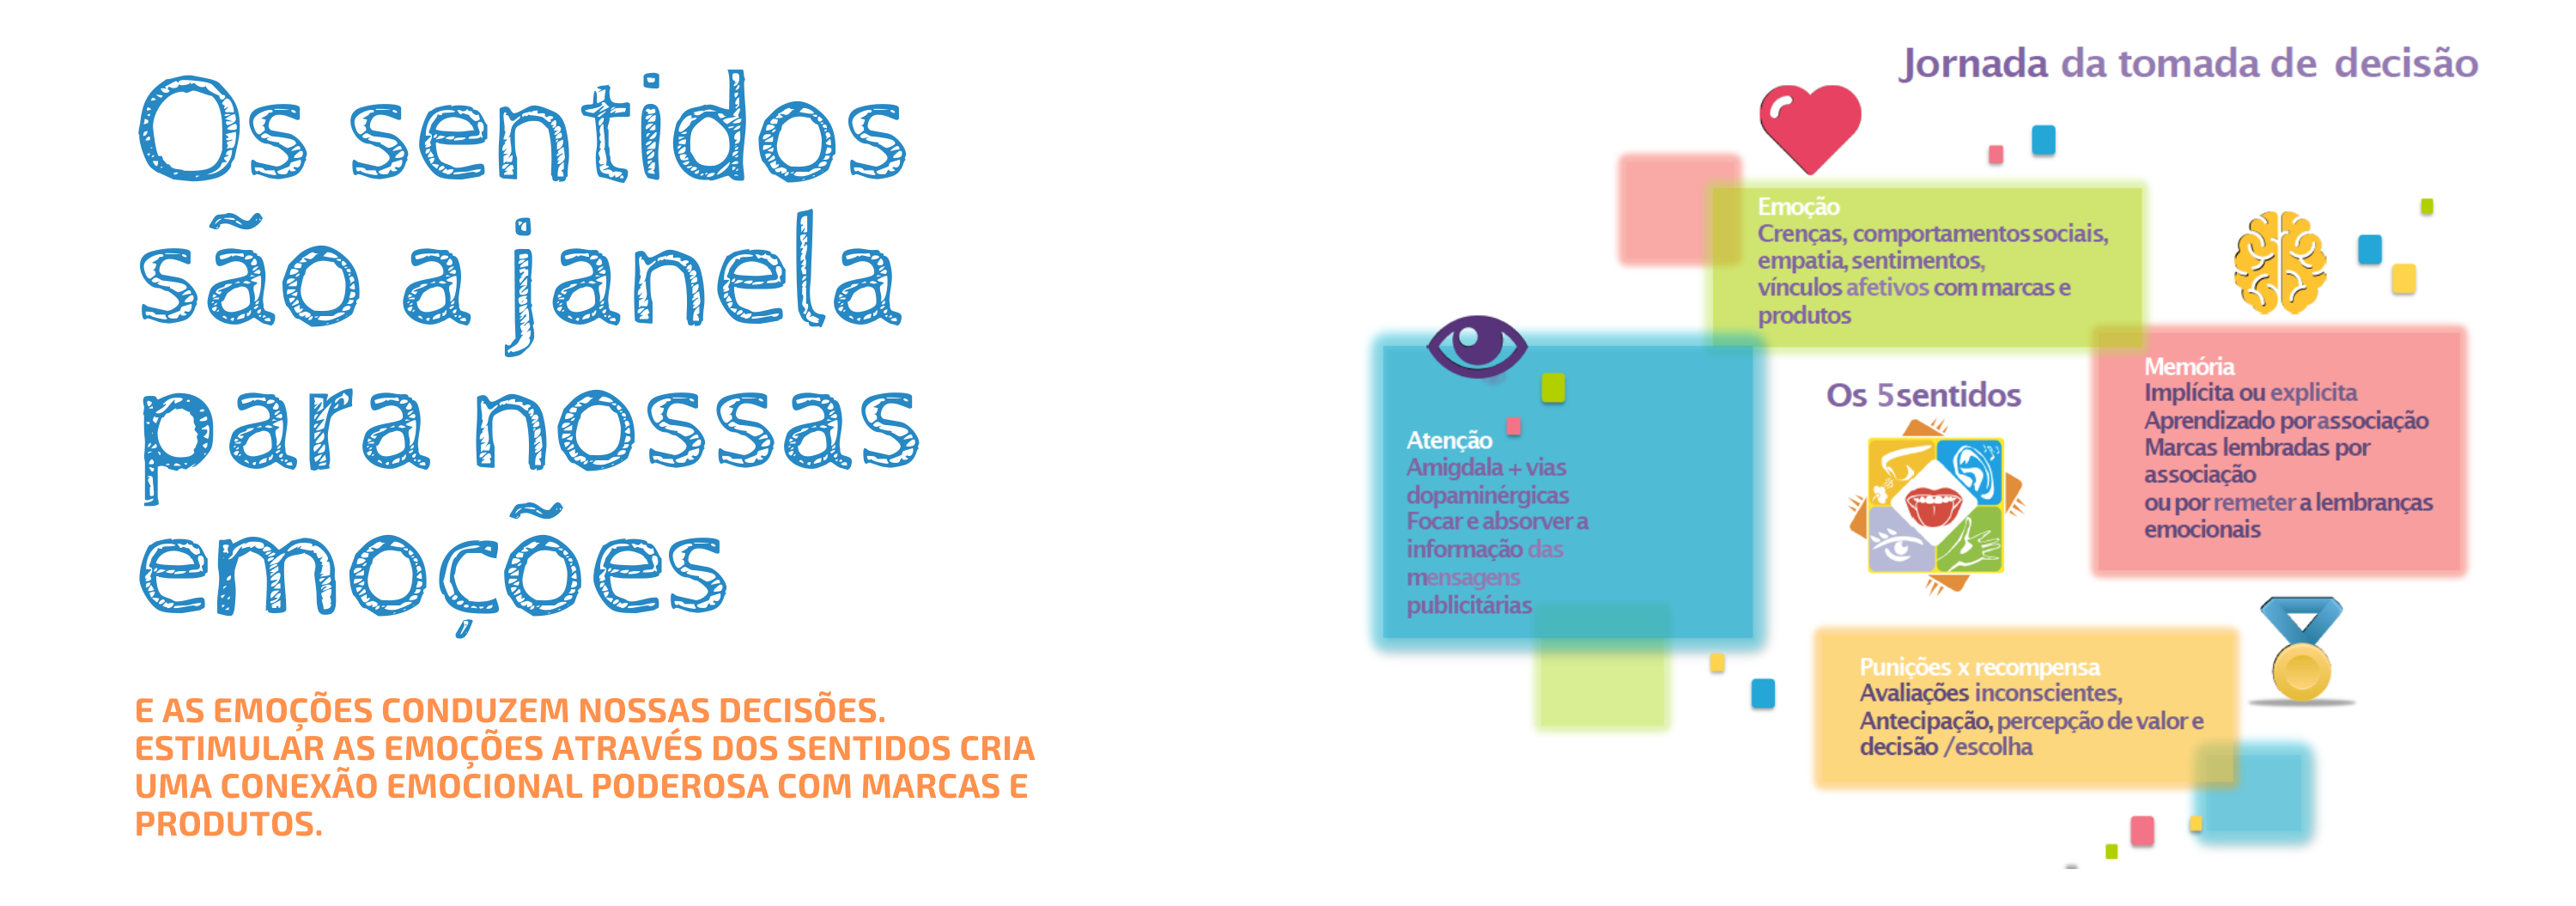 Os sentidos
são a janela
para nossas
emoções
E AS EMOÇÕES CONDUZEM NOSSAS DECISÕES.
ESTIMULAR AS EMOÇÕES ATRAVÉS DOS SENTIDOS CRIA
UMA CONEXÃO EMOCIONAL PODEROSA COM MARCAS E
PRODUTOS.
Jornada da tomada de decisão
Emoção
Crenças, comportamentos sociais,
empatia, sentimentos,
vínculos afetivos com marcas e
produtos
Atenção
Amigdala + vias
dopaminérgicas
Focar e absorver a
informação das
mensagens
publicitárias
Os 5 sentidos
Memória
Implícita ou explicita
Aprendizado por associação
Marcas lembradas por
associação
ou por remeter a lembranças
emocionais
Punições x recompensa
Avaliações inconscientes,
Antecipação, percepção de valor e
decisão / escolha